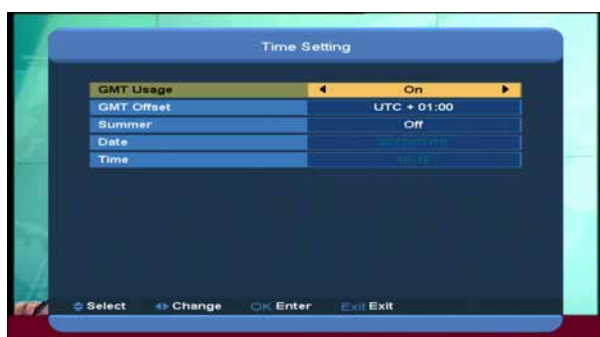 Time Setting
GMT Usage On
GMT Offset UTC + 01:00
Summer Off
Date
Time
Select Change OK Enter Exit Exit